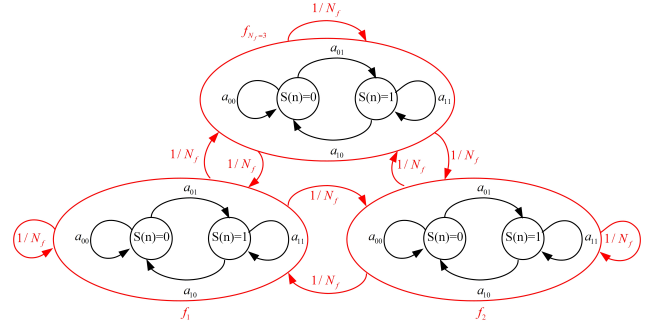 1/N_f
f_{N_f=3}
a_{01}
a_{00} S(n)=0 S(n)=1 a_{11}
a_{10}
1/N_f 1/N_f 1/N_f 1/N_f
a_{01} 1/N_f a_{01}
1/N_f a_{00} S(n)=0 S(n)=1 a_{11} a_{00} S(n)=0 S(n)=1 a_{11} 1/N_f
a_{10} 1/N_f a_{10}
f_1 f_2